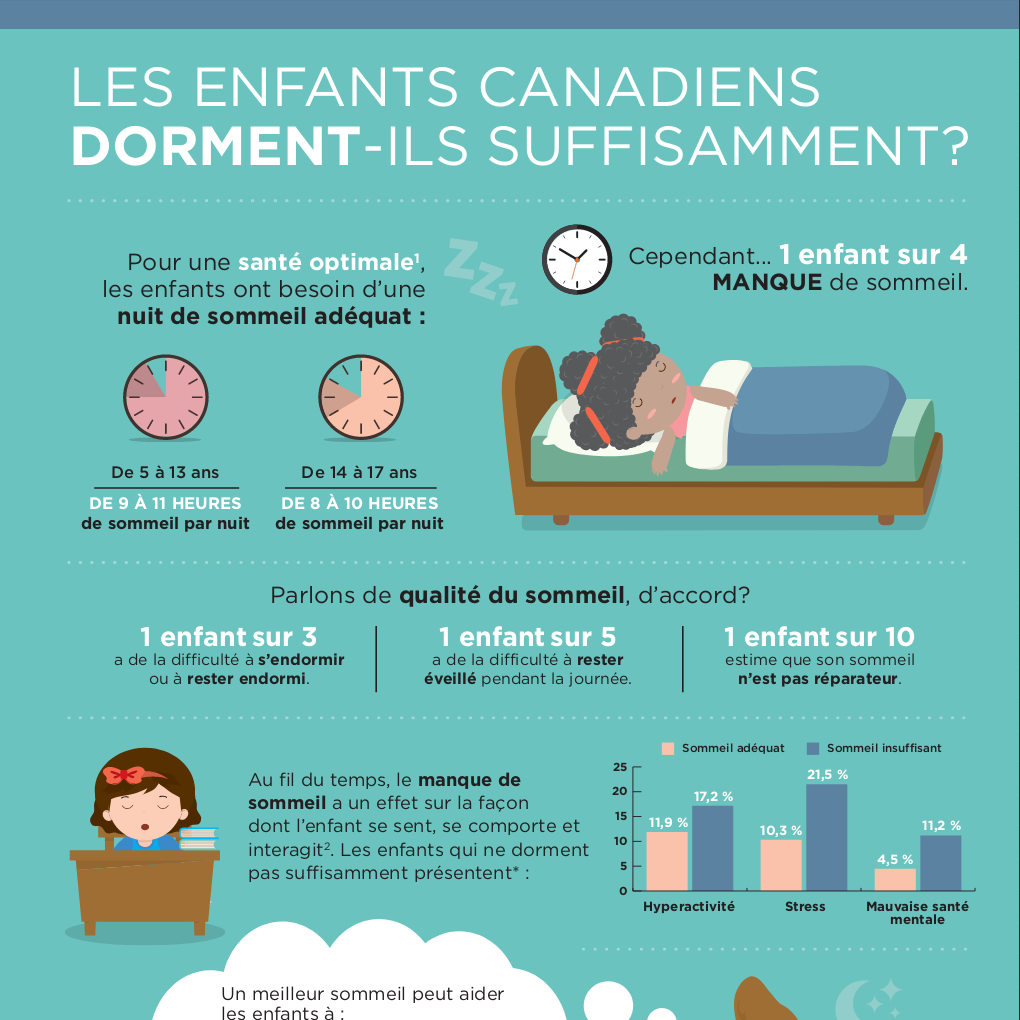 LES ENFANTS CANADIENS
DORMENT-ILS SUFFISAMMENT?
Pour une santé optimale¹,
les enfants ont besoin d'une
nuit de sommeil adéquat :
zzz
Cependant... 1 enfant sur 4
MANQUE de sommeil.
De 5 à 13 ans
DE 9 À 11 HEURES
de sommeil par nuit
De 14 à 17 ans
DE 8 À 10 HEURES
de sommeil par nuit
Parlons de qualité du sommeil, d'accord?
1 enfant sur 3
a de la difficulté à s'endormir
ou à rester endormi.
1 enfant sur 5
a de la difficulté à rester
éveillé pendant la journée.
1 enfant sur 10
estime que son sommeil
n'est pas réparateur.
Au fil du temps, le manque de
sommeil a un effet sur la façon
dont l'enfant se sent, se comporte et
interagit². Les enfants qui ne dorment
pas suffisamment présentent* :
Sommeil adéquat
Sommeil insuffisant
25
20
15
10
5
0
11,9 %
17,2 %
10,3 %
21,5 %
4,5 %
11,2 %
Hyperactivité
Stress
Mauvaise santé
mentale
Un meilleur sommeil peut aider
les enfants à :